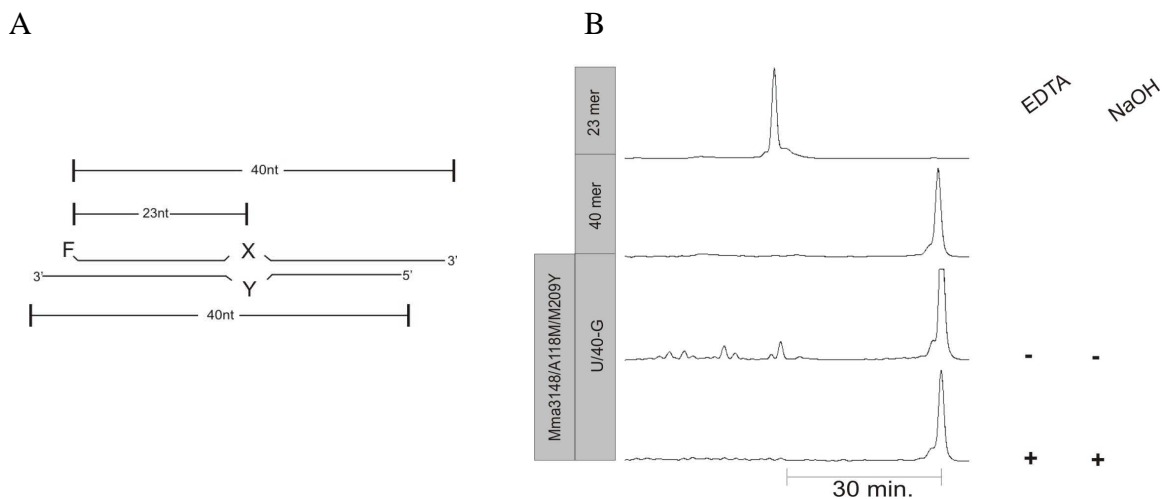 A
B
40nt
23nt
F
X
3'
3'
Y
5'
40nt
23 mer
40 mer
U/40-G
Mma3148/A118M/M209Y
EDTA
NaOH
- -
+ +
30 min.